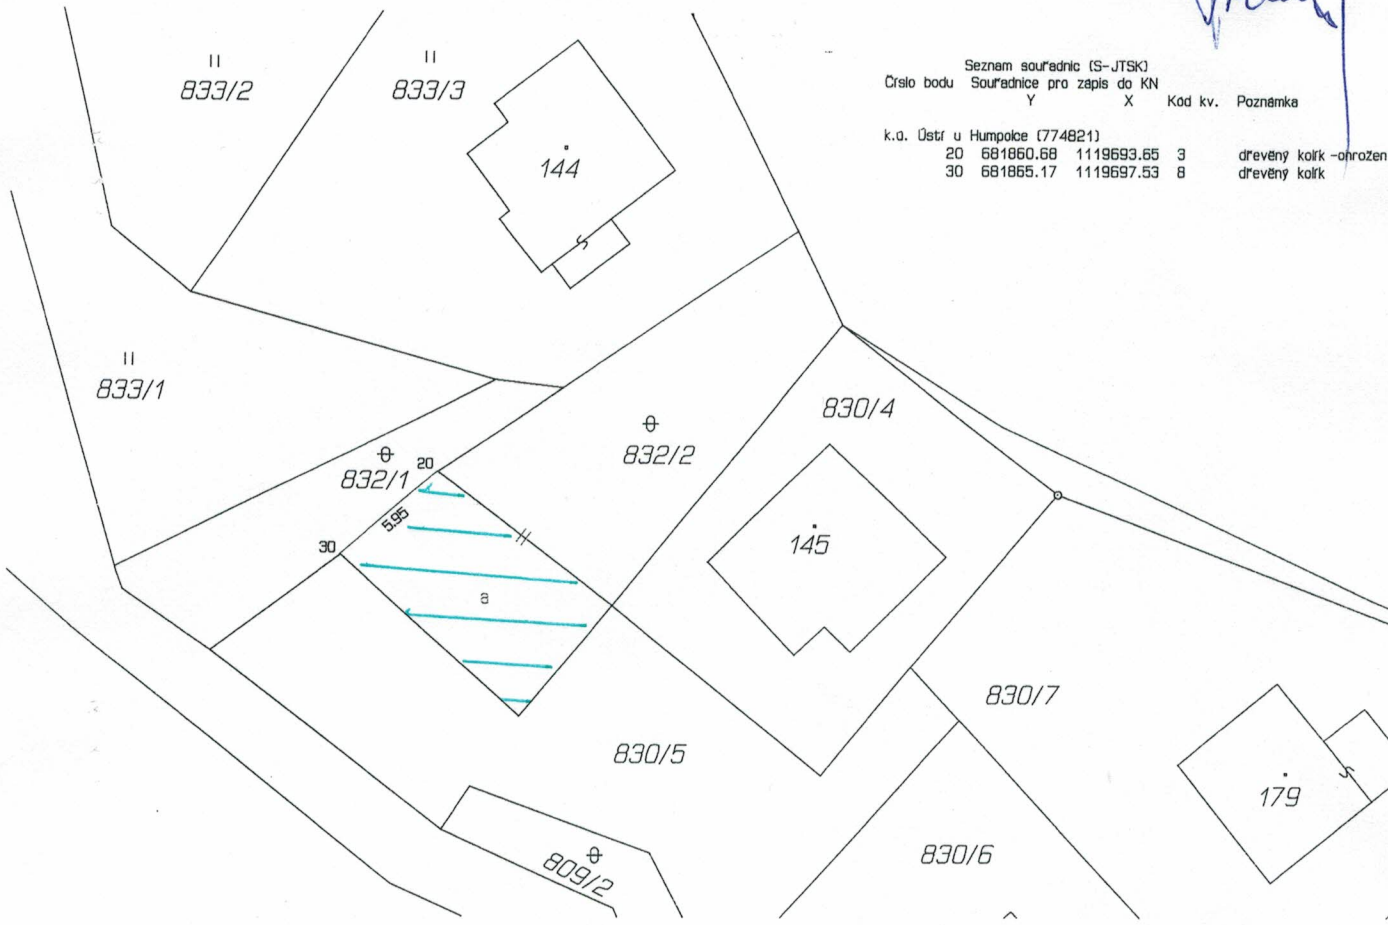 Seznam souřadnic (S-JTSK)
Číslo bodu Souřadnice pro zápis do KN
Y X Kód kv. Poznámka
k.ú. Ústí u Humpolce (774821)
20 681860.68 1119693.65 3 dřevěný kolík -ohrožen
30 681865.17 1119697.53 8 dřevěný kolík
833/2
833/3
144
833/1
830/4
832/2
832/1
20
5.95
30
145
a
830/7
830/5
179
830/6
809/2